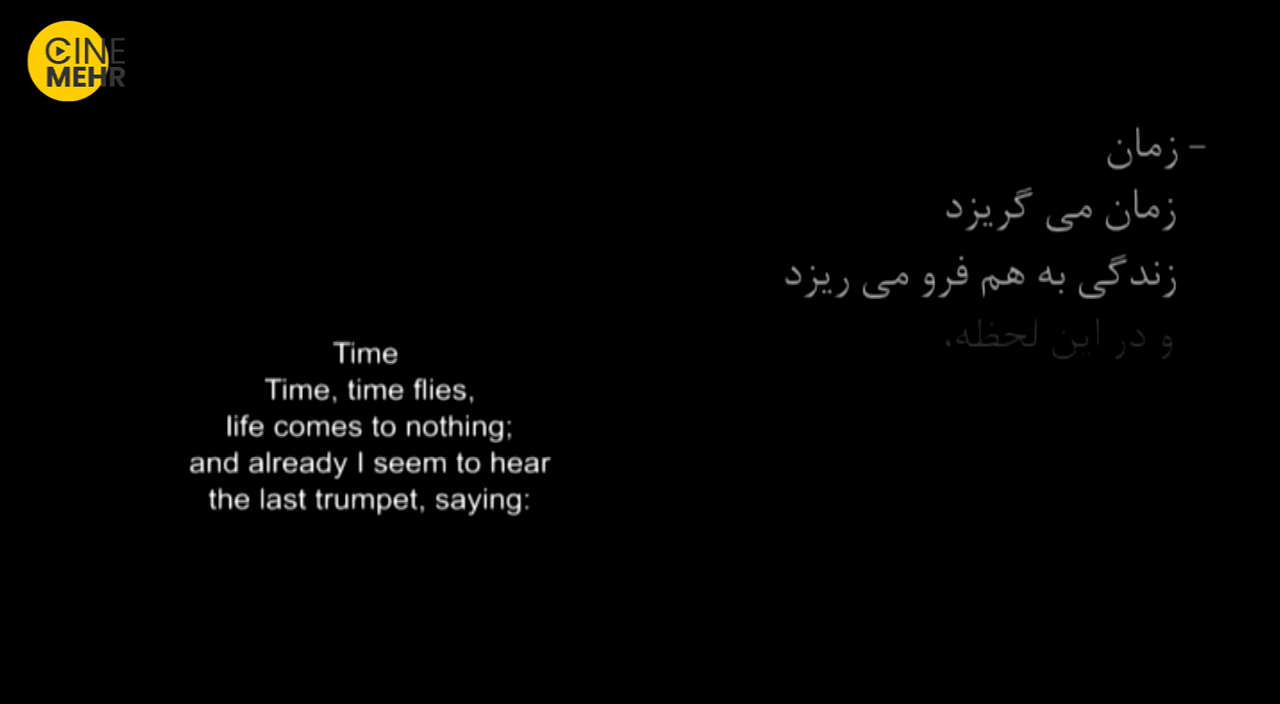 CINE
MEHR
– زمان
زمان می گریزد
زندگی به هم فرو می ریزد
و در این لحظه،
Time
Time, time flies,
life comes to nothing;
and already I seem to hear
the last trumpet, saying: